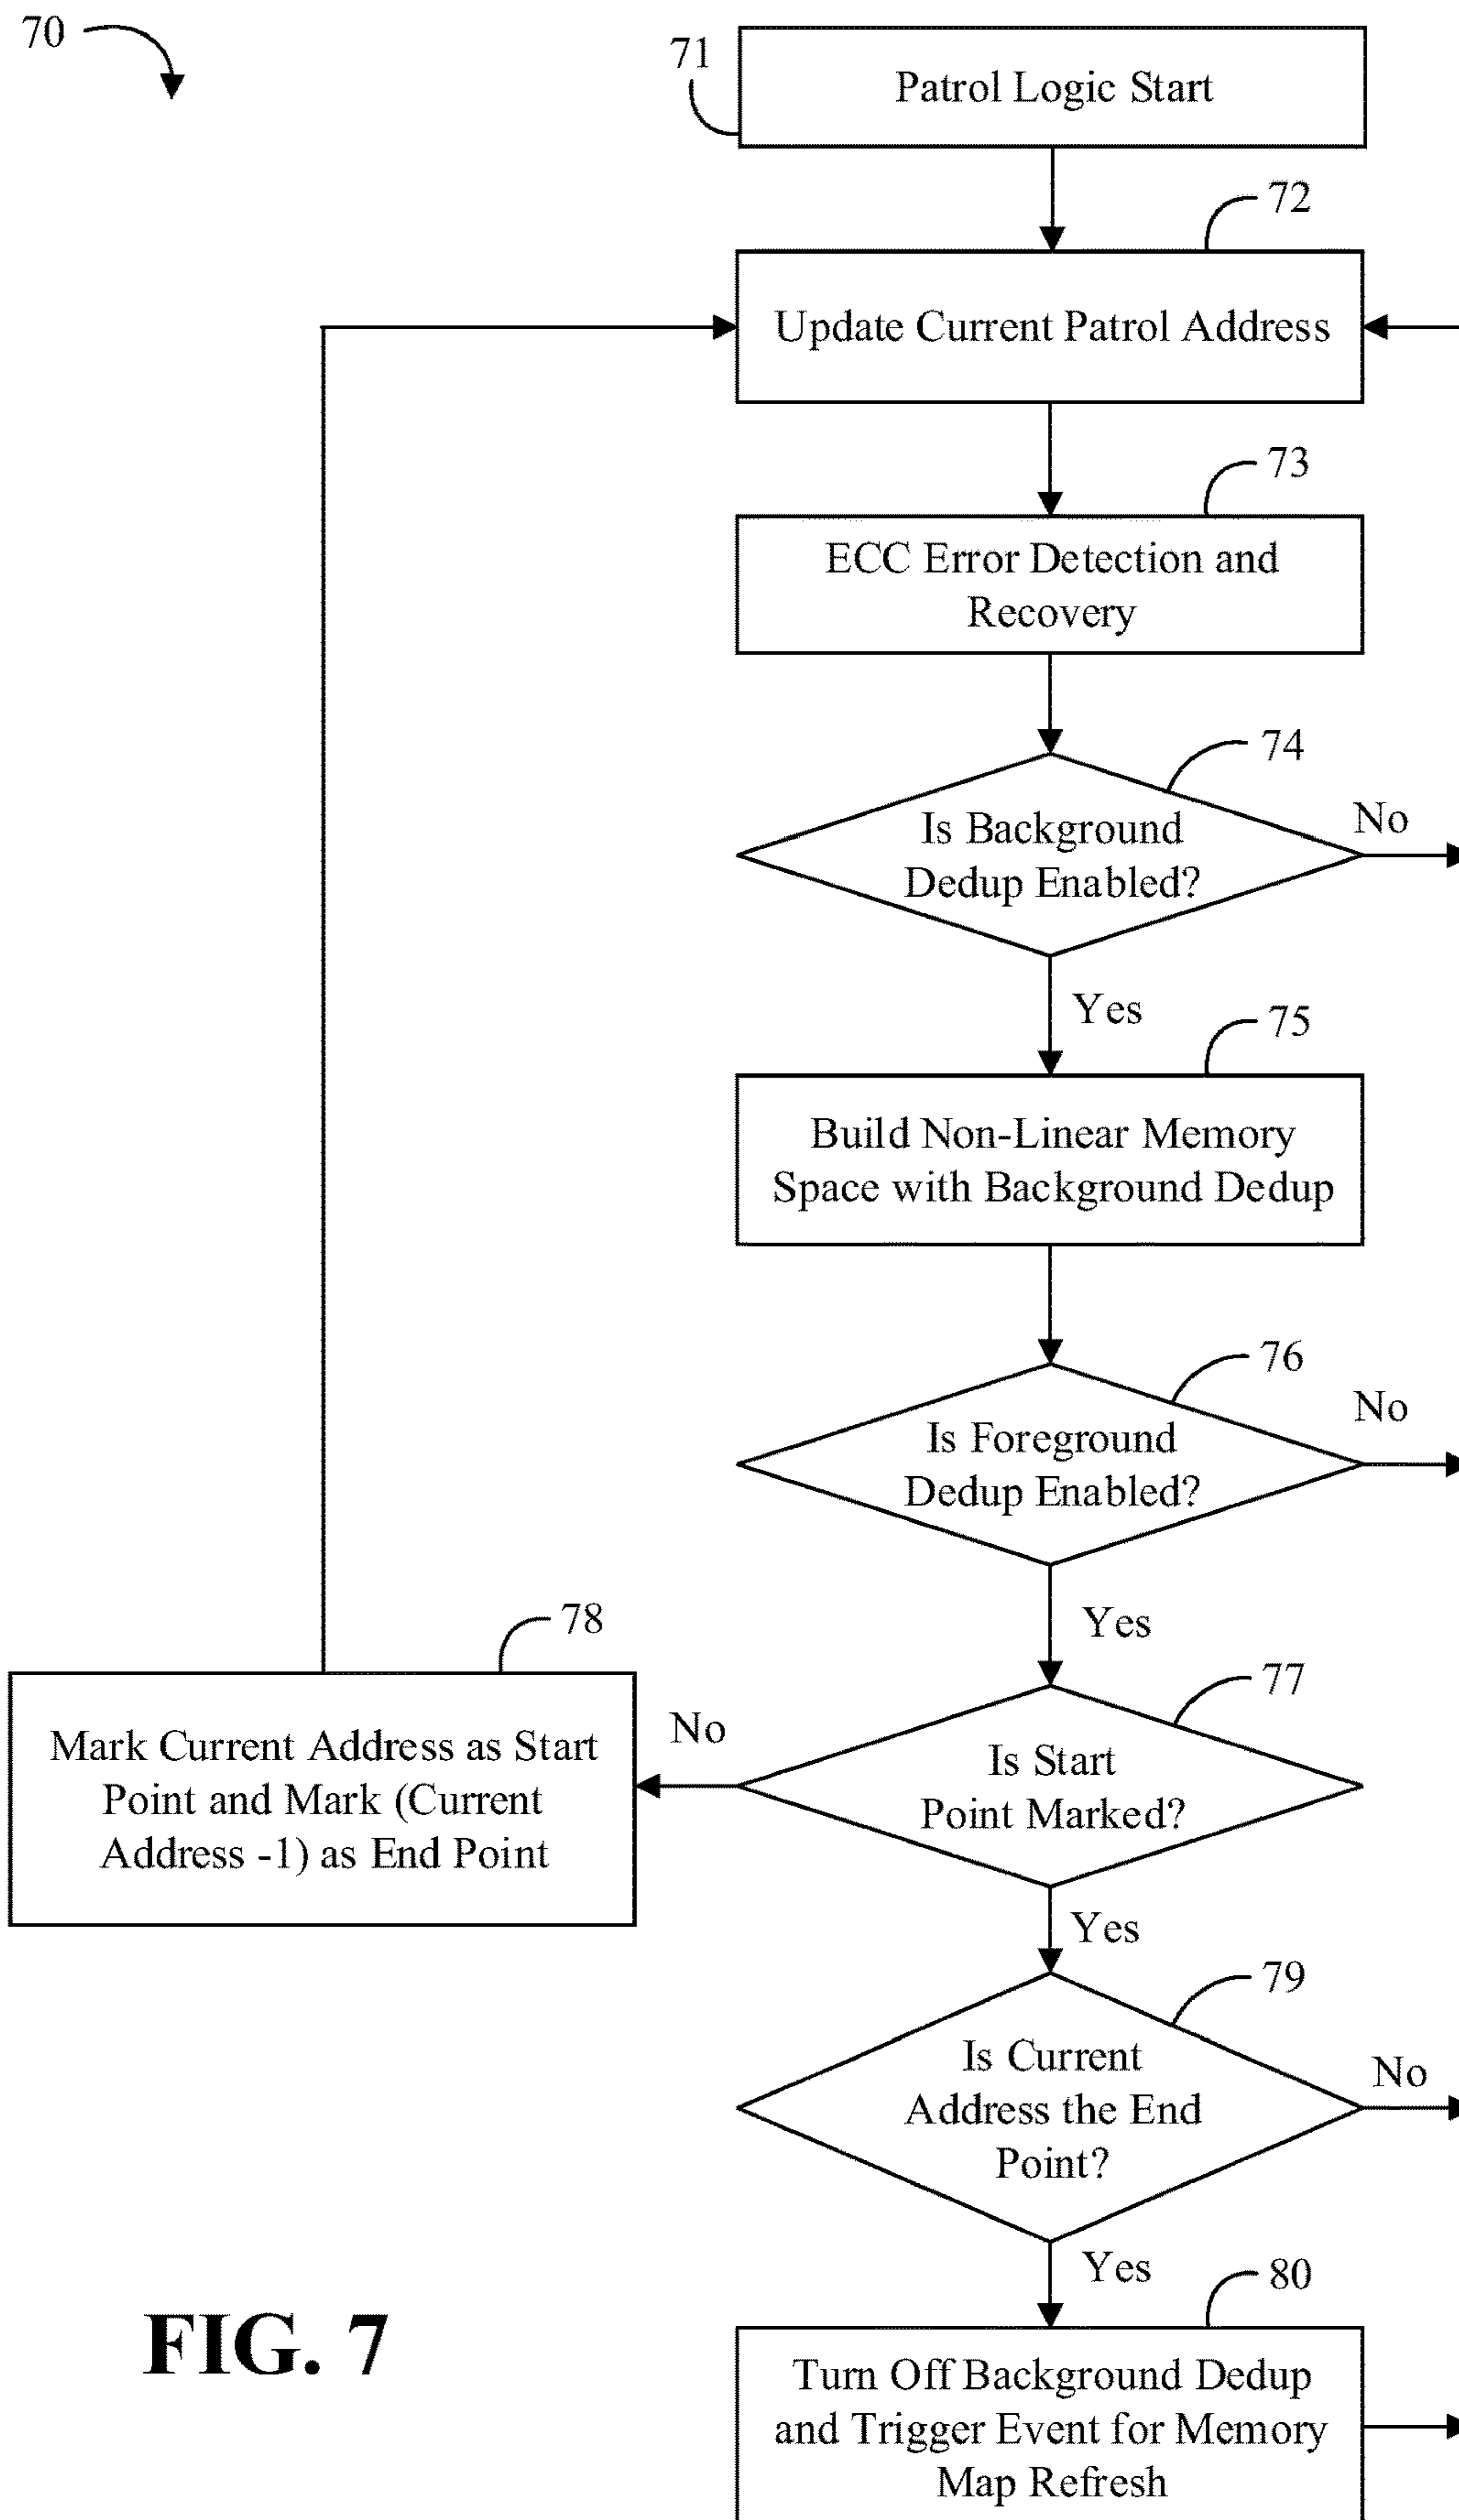 70
71
Patrol Logic Start
72
Update Current Patrol Address
73
ECC Error Detection and
Recovery
74
Is Background
Dedup Enabled?
No
Yes
75
Build Non-Linear Memory
Space with Background Dedup
76
Is Foreground
Dedup Enabled?
No
Yes
77
Is Start
Point Marked?
No
78
Mark Current Address as Start
Point and Mark (Current
Address -1) as End Point
Yes
79
Is Current
Address the End
Point?
No
Yes
80
Turn Off Background Dedup
and Trigger Event for Memory
Map Refresh
FIG. 7